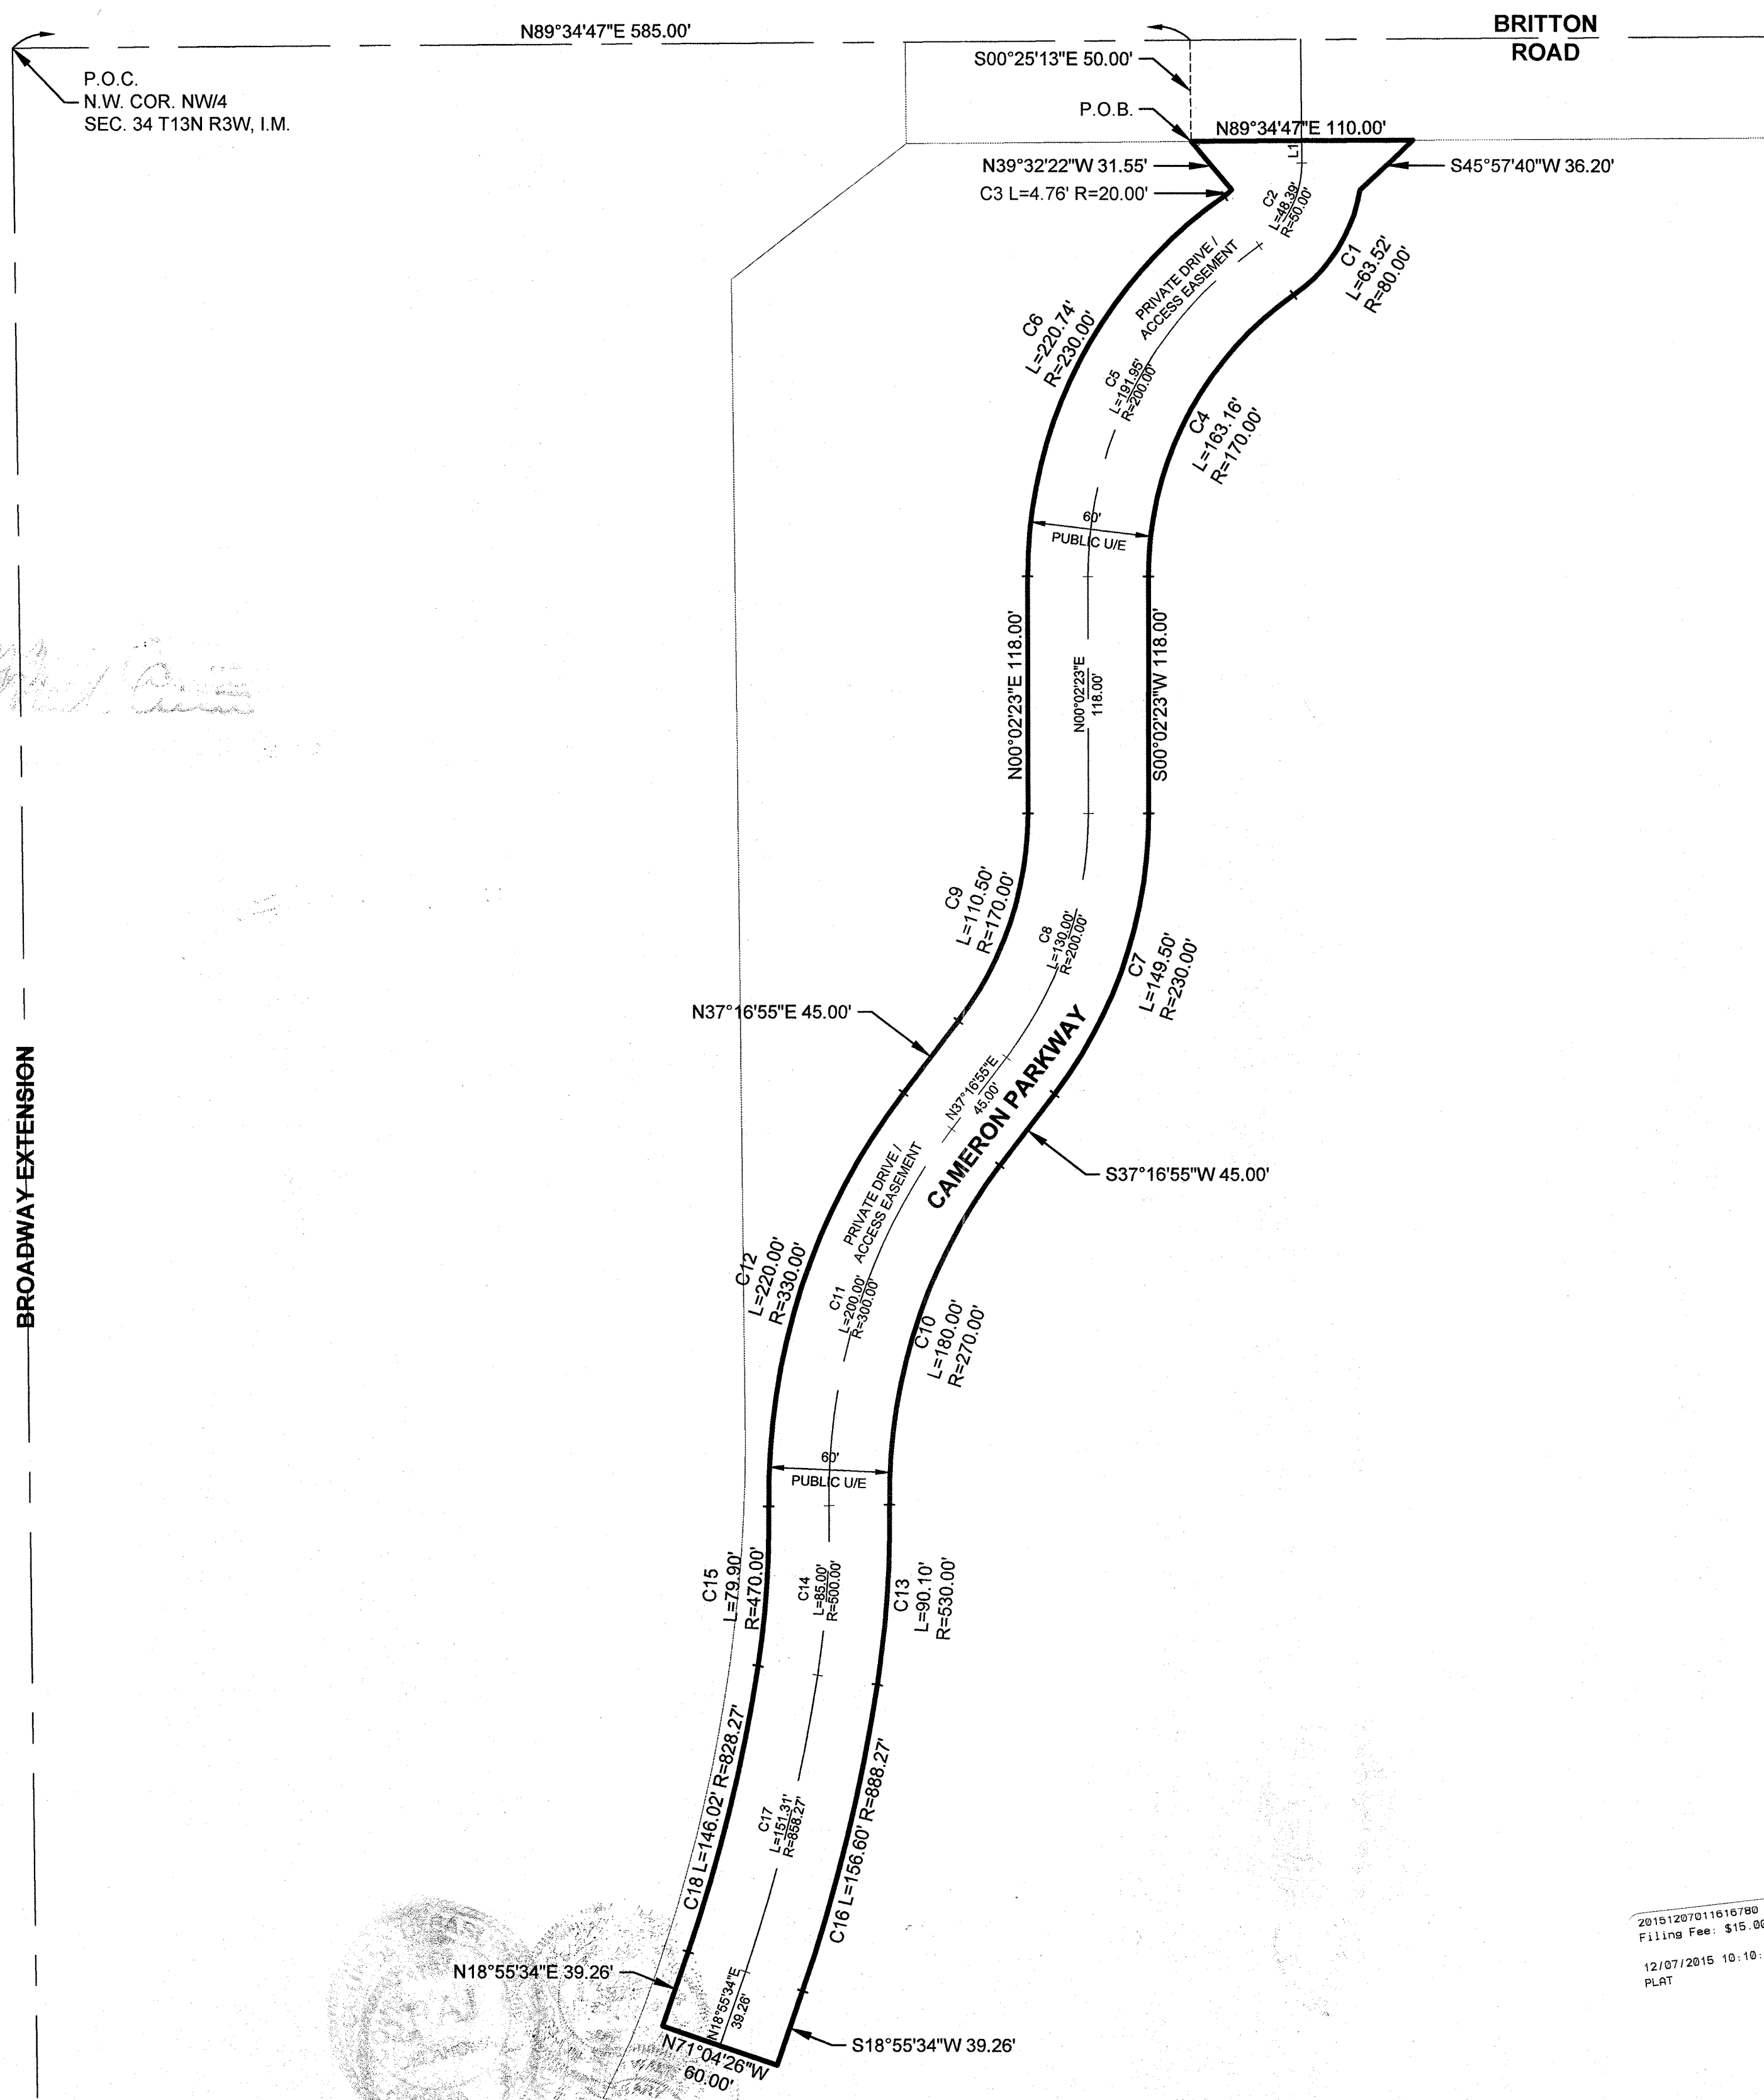 N89°34'47"E 585.00'
BRITTON
ROAD
S00°25'13"E 50.00'
P.O.C.
N.W. COR. NW/4
SEC. 34 T13N R3W, I.M.
P.O.B.
N89°34'47"E 110.00'
L1
N39°32'22"W 31.55'
S45°57'40"W 36.20'
C3 L=4.76' R=20.00'
C2
L=48.39'
R=50.00'
C1
L=63.52'
R=80.00'
PRIVATE DRIVE /
ACCESS EASEMENT
C6
L=220.74'
R=230.00'
C5
L=191.95'
R=200.00'
C4
L=163.16'
R=170.00'
60'
PUBLIC U/E
N00°02'23"E 118.00'
N00°02'23"E
118.00'
S00°02'23"W 118.00'
C9
L=110.50'
R=170.00'
C8
L=130.00'
R=200.00'
C7
L=149.50'
R=230.00'
N37°16'55"E 45.00'
N37°16'55"E
45.00'
CAMERON PARKWAY
BROADWAY EXTENSION
S37°16'55"W 45.00'
PRIVATE DRIVE /
ACCESS EASEMENT
C12
L=220.00'
R=330.00'
C11
L=200.00'
R=300.00'
C10
L=180.00'
R=270.00'
60'
PUBLIC U/E
C15
L=79.90'
R=470.00'
C14
L=85.00'
R=500.00'
C13
L=90.10'
R=530.00'
C18 L=146.02' R=828.27'
C17
L=151.31'
R=858.27'
C16 L=156.60' R=888.27'
N18°55'34"E 39.26'
N18°55'34"E
39.26'
S18°55'34"W 39.26'
N71°04'26"W
60.00'
20151207011616780
Filing Fee: $15.00
12/07/2015 10:10:
PLAT